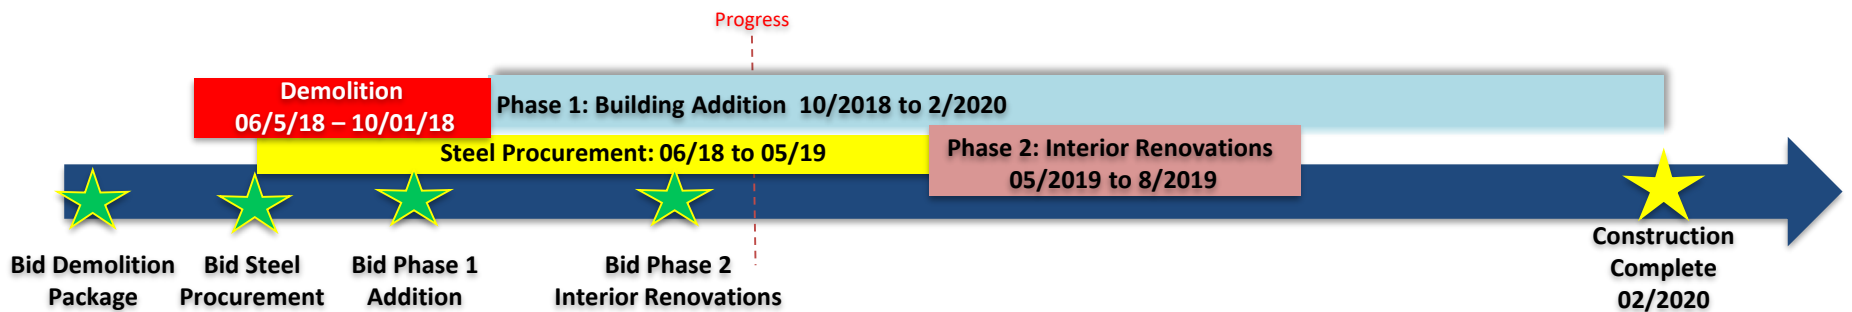 Progress
Demolition
06/5/18 – 10/01/18
Phase 1: Building Addition 10/2018 to 2/2020
Steel Procurement: 06/18 to 05/19
Phase 2: Interior Renovations
05/2019 to 8/2019
Bid Demolition
Package
Bid Steel
Procurement
Bid Phase 1
Addition
Bid Phase 2
Interior Renovations
Construction
Complete
02/2020